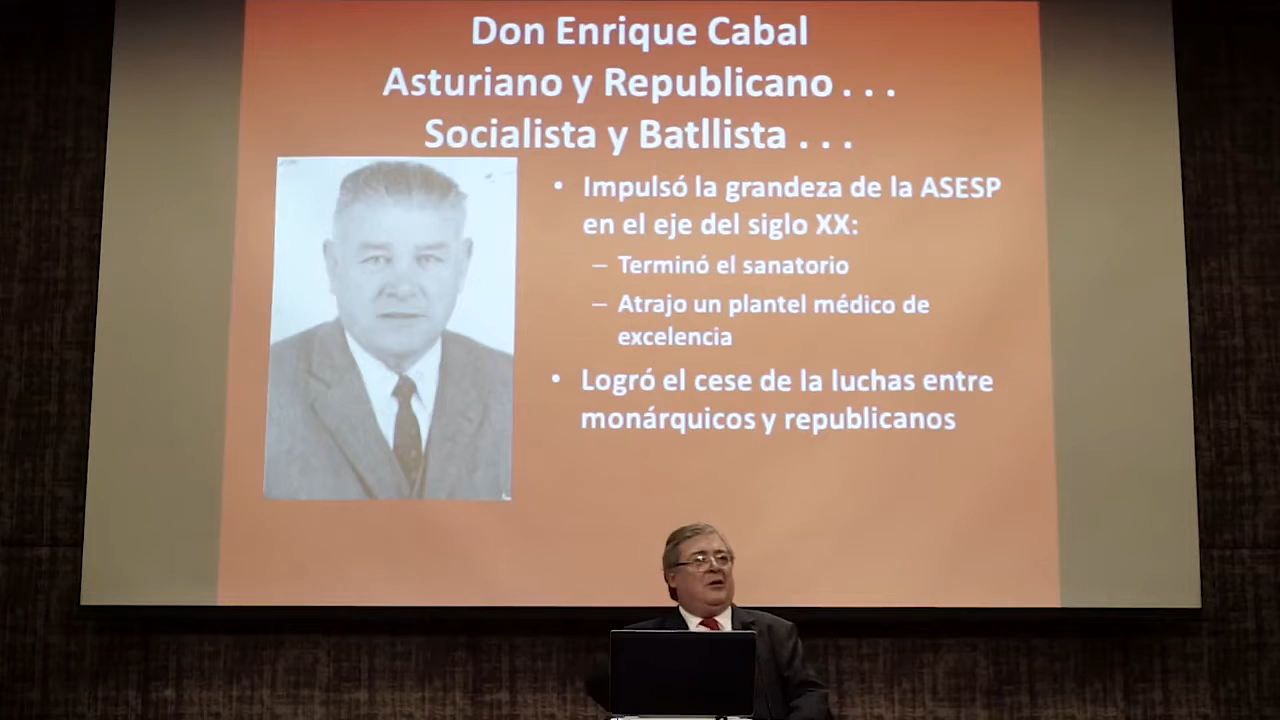 Don Enrique Cabal
Asturiano y Republicano . . .
Socialista y Batllista . . .
• Impulsó la grandeza de la ASESP
en el eje del siglo XX:
– Terminó el sanatorio
– Atrajo un plantel médico de
excelencia
• Logró el cese de la luchas entre
monárquicos y republicanos